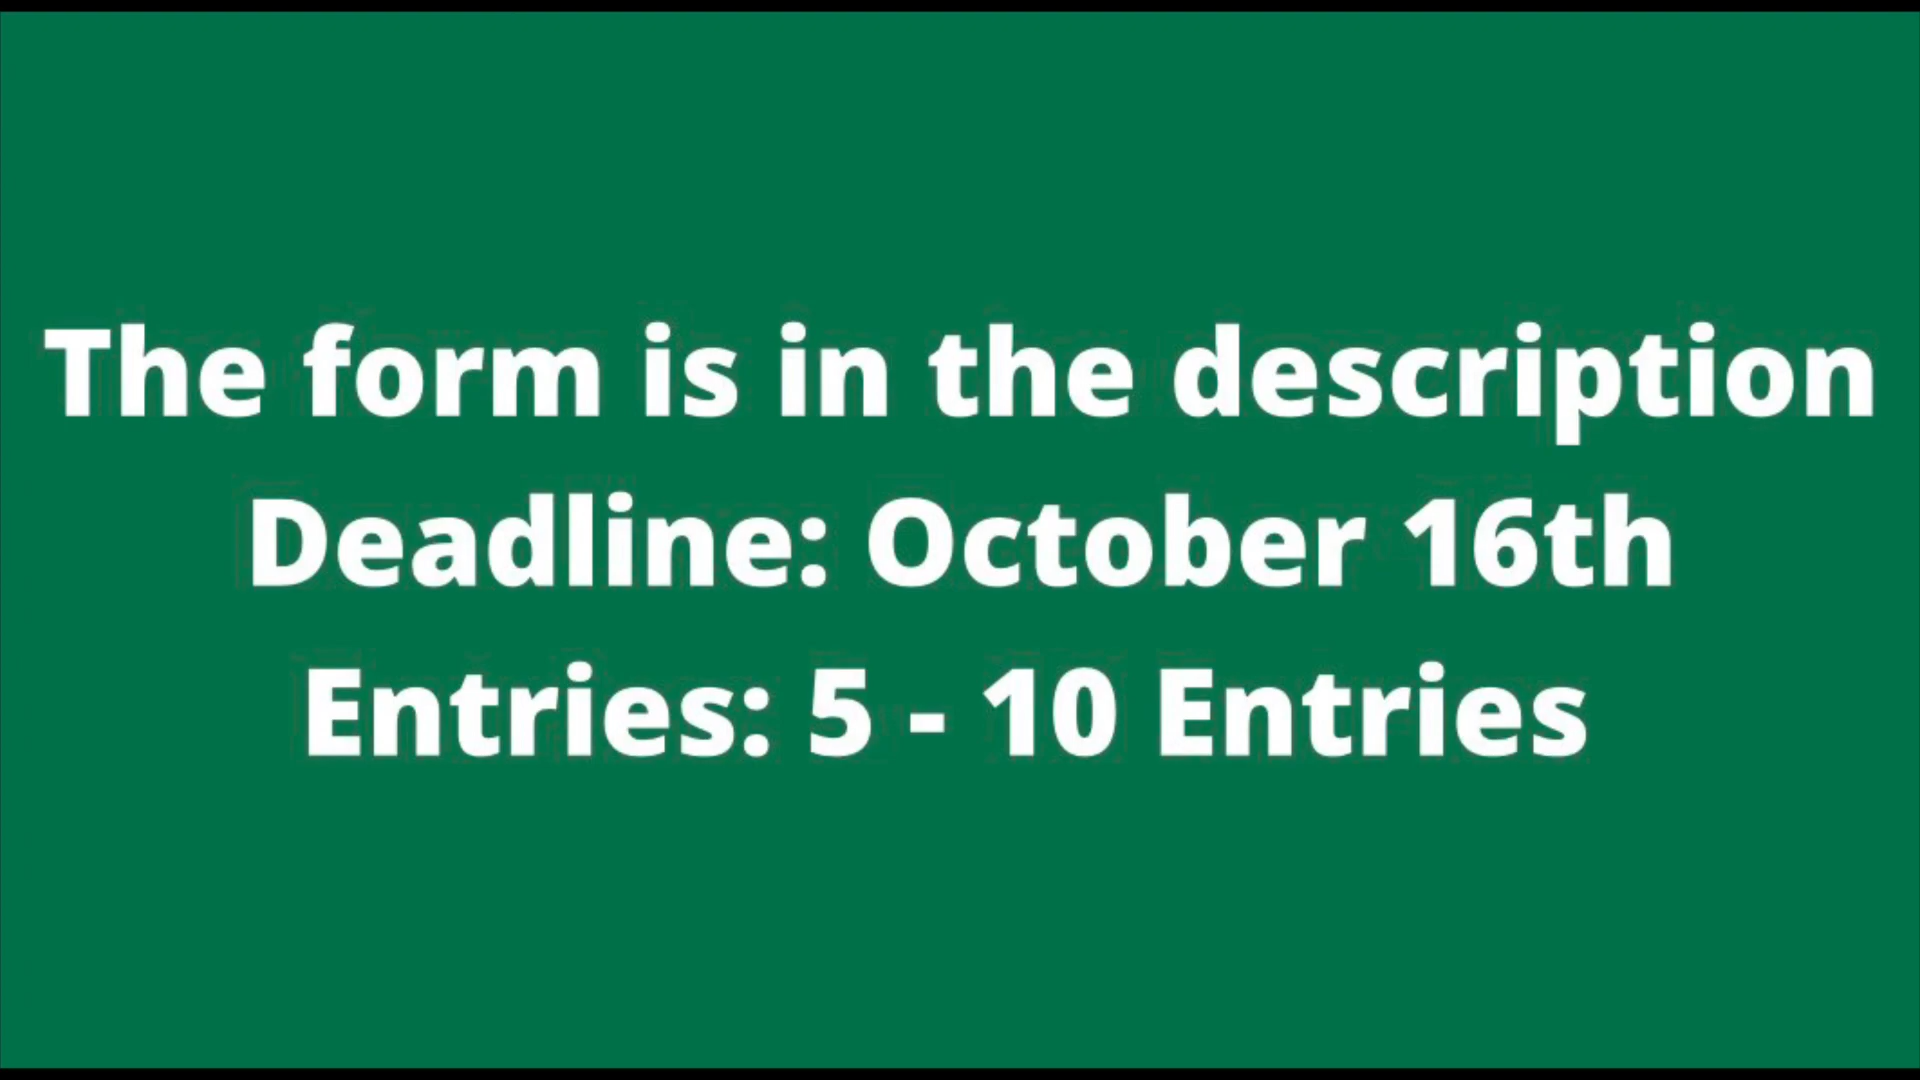 The form is in the description
Deadline: October 16th
Entries: 5 - 10 Entries